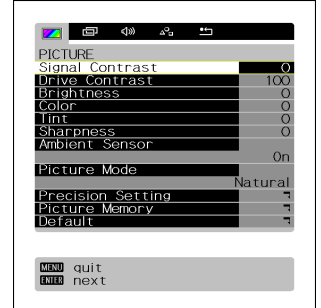 PICTURE
Signal Contrast 0
Drive Contrast 100
Brightness 0
Color 0
Tint 0
Sharpness 0
Ambient Sensor
On
Picture Mode
Natural
Precision Setting
Picture Memory
Default
MENU quit
ENTER next